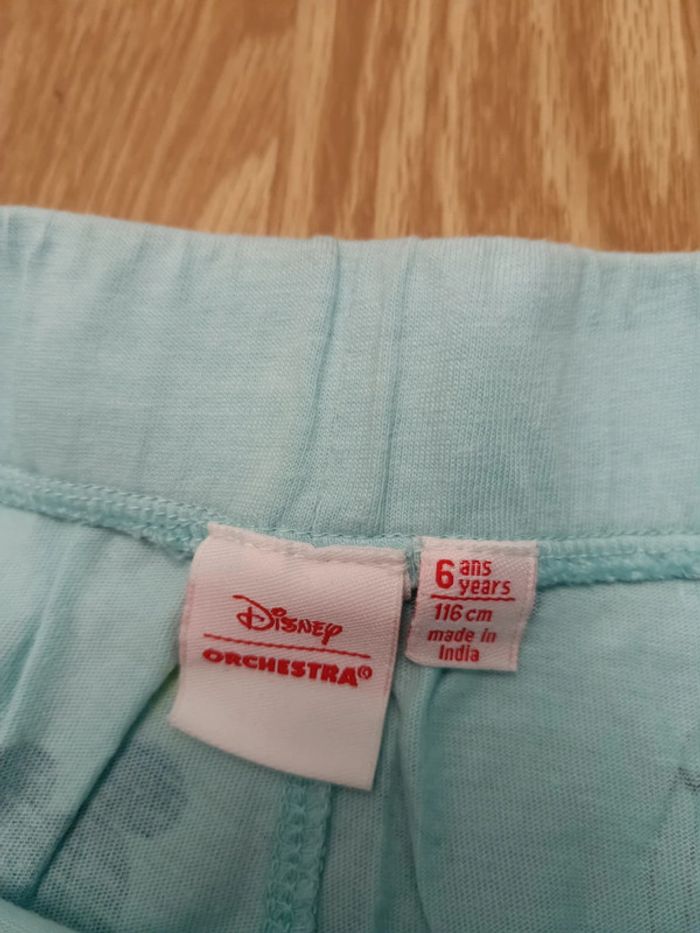 Disney
ORCHESTRA©
6 ans
years
116 cm
made in
India